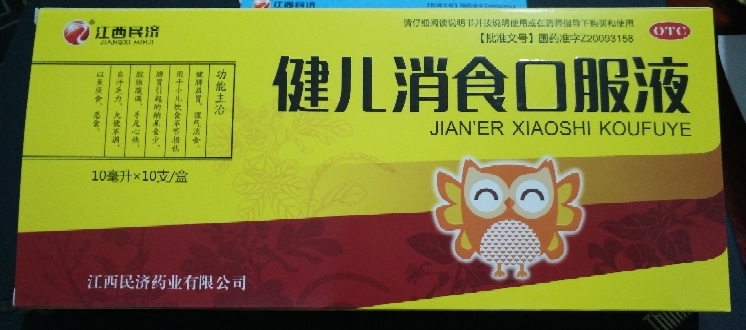 江西民济
JIANGXI MINJI
请仔细阅读说明书并按说明使用或在药师指导下购买和使用
【批准文号】国药准字Z20093158
OTC
健儿消食口服液
JIAN'ER XIAOSHI KOUFUYE
功能主治
健脾益胃，理气消食。
用于小儿饮食不节损伤
脾胃引起的纳呆食少，
脘胀腹满，手足心热，
自汗乏力，大便不调，
以至厌食、恶食。
10毫升×10支/盒
江西民济药业有限公司